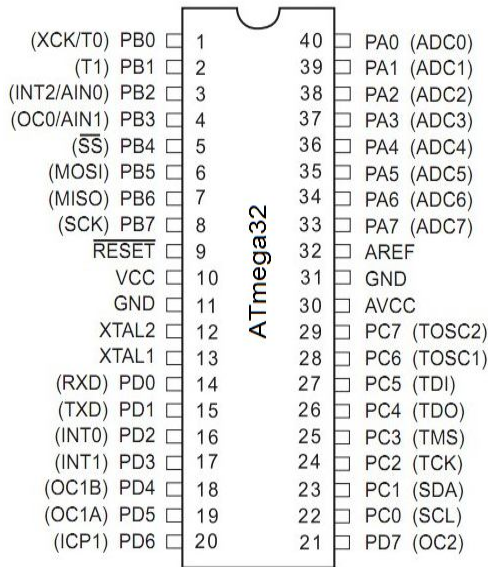 (XCK/T0) PB0 1 40 PA0 (ADC0)
(T1) PB1 2 39 PA1 (ADC1)
(INT2/AIN0) PB2 3 38 PA2 (ADC2)
(OC0/AIN1) PB3 4 37 PA3 (ADC3)
(SS) PB4 5 36 PA4 (ADC4)
(MOSI) PB5 6 35 PA5 (ADC5)
(MISO) PB6 7 34 PA6 (ADC6)
(SCK) PB7 8 33 PA7 (ADC7)
RESET 9 32 AREF
VCC 10 31 GND
GND 11 30 AVCC
XTAL2 12 29 PC7 (TOSC2)
XTAL1 13 28 PC6 (TOSC1)
(RXD) PD0 14 27 PC5 (TDI)
(TXD) PD1 15 26 PC4 (TDO)
(INT0) PD2 16 25 PC3 (TMS)
(INT1) PD3 17 24 PC2 (TCK)
(OC1B) PD4 18 23 PC1 (SDA)
(OC1A) PD5 19 22 PC0 (SCL)
(ICP1) PD6 20 21 PD7 (OC2)
ATmega32